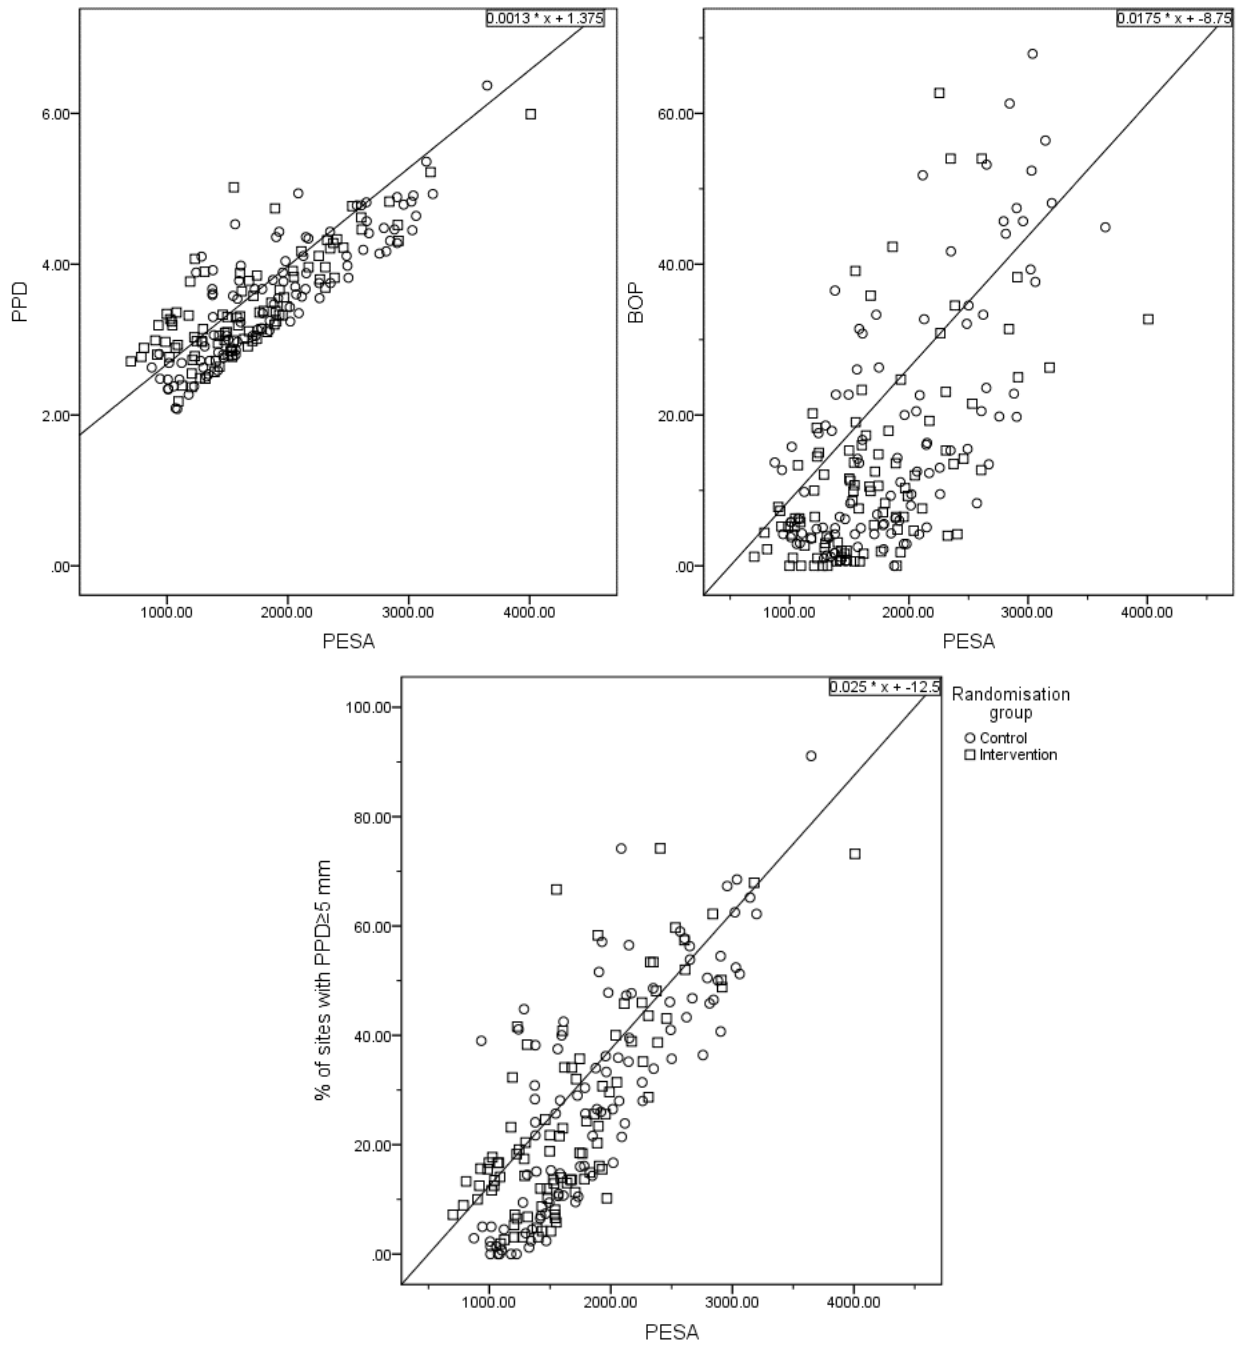 0.0013 * x + 1.375
PPD
6.00
4.00
2.00
.00
1000.00 2000.00 3000.00 4000.00
PESA
0.0175 * x + -8.75
BOP
60.00
40.00
20.00
.00
1000.00 2000.00 3000.00 4000.00
PESA
0.025 * x + -12.5
% of sites with PPD≥5 mm
100.00
80.00
60.00
40.00
20.00
.00
1000.00 2000.00 3000.00 4000.00
PESA
Randomisation
group
Control
Intervention